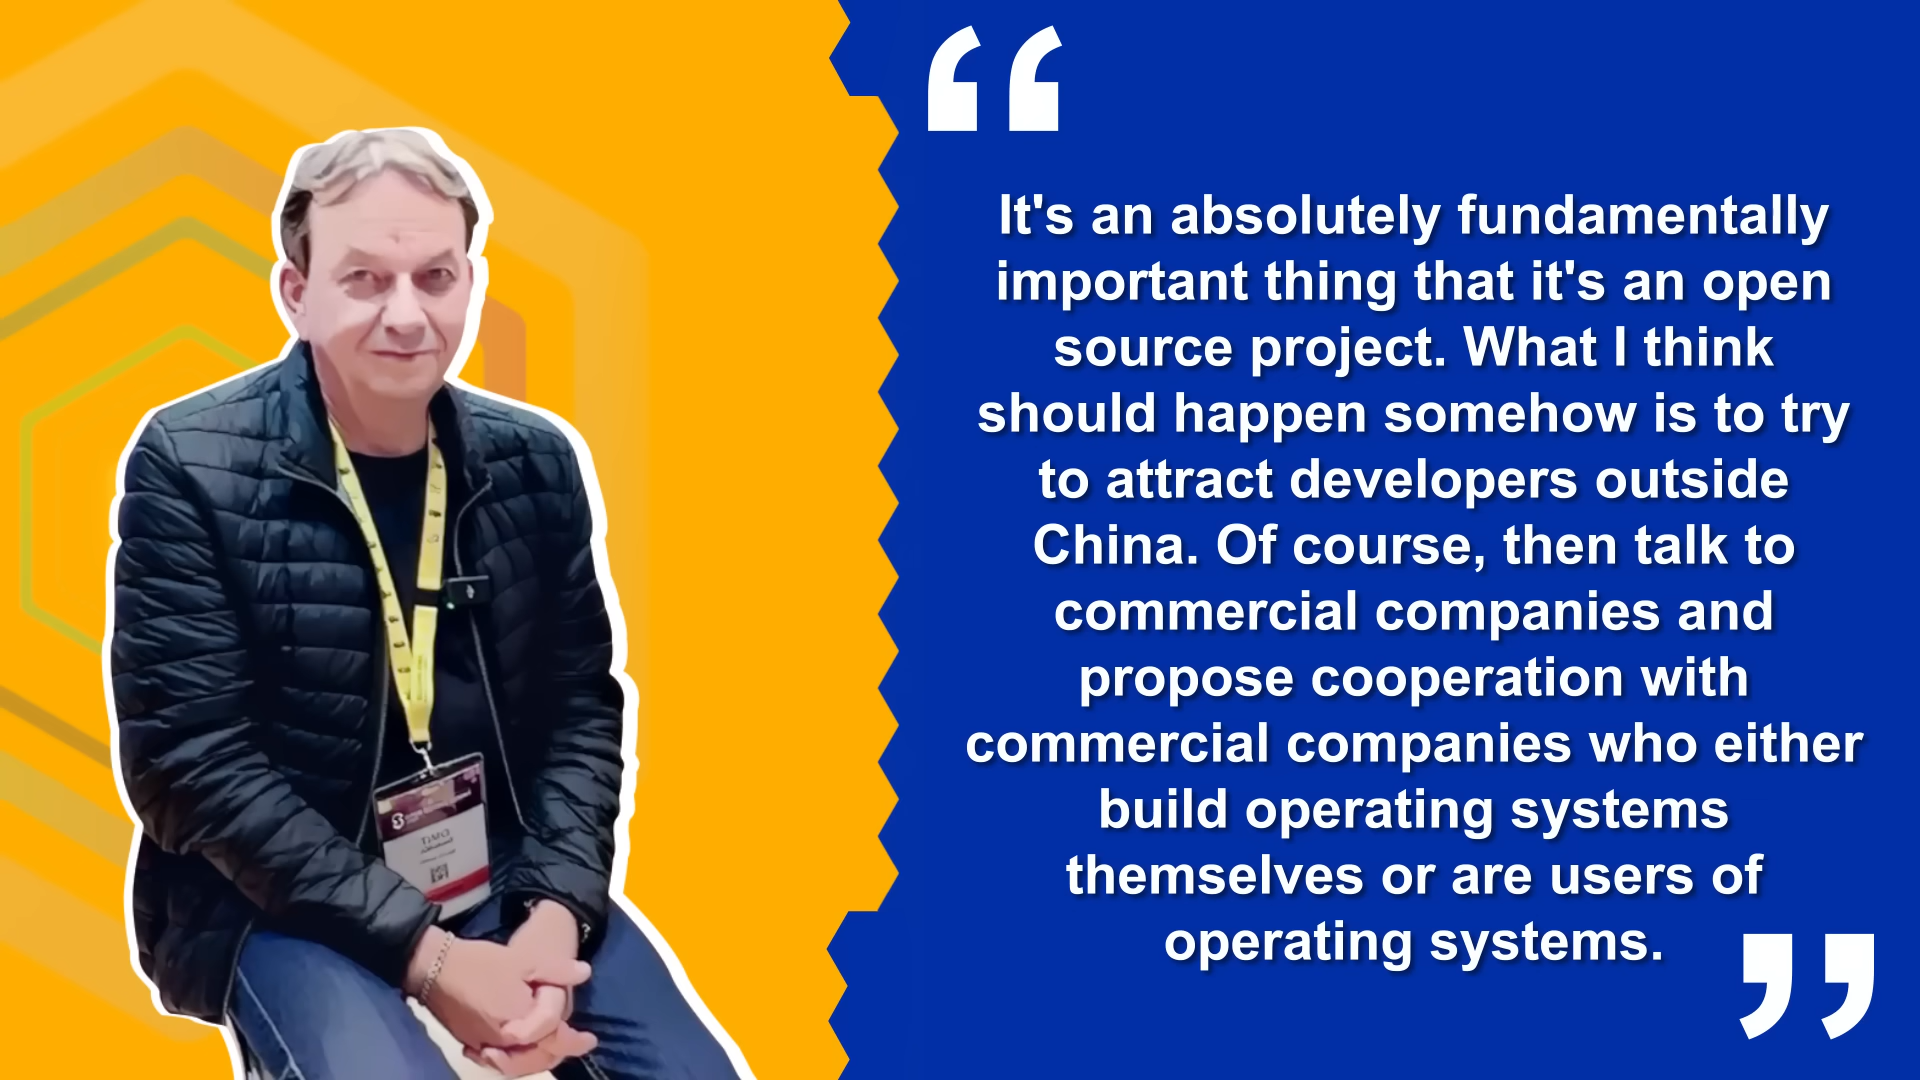 “
It's an absolutely fundamentally
important thing that it's an open
source project. What I think
should happen somehow is to try
to attract developers outside
China. Of course, then talk to
commercial companies and
propose cooperation with
commercial companies who either
build operating systems
themselves or are users of
operating systems.
”
TIMO